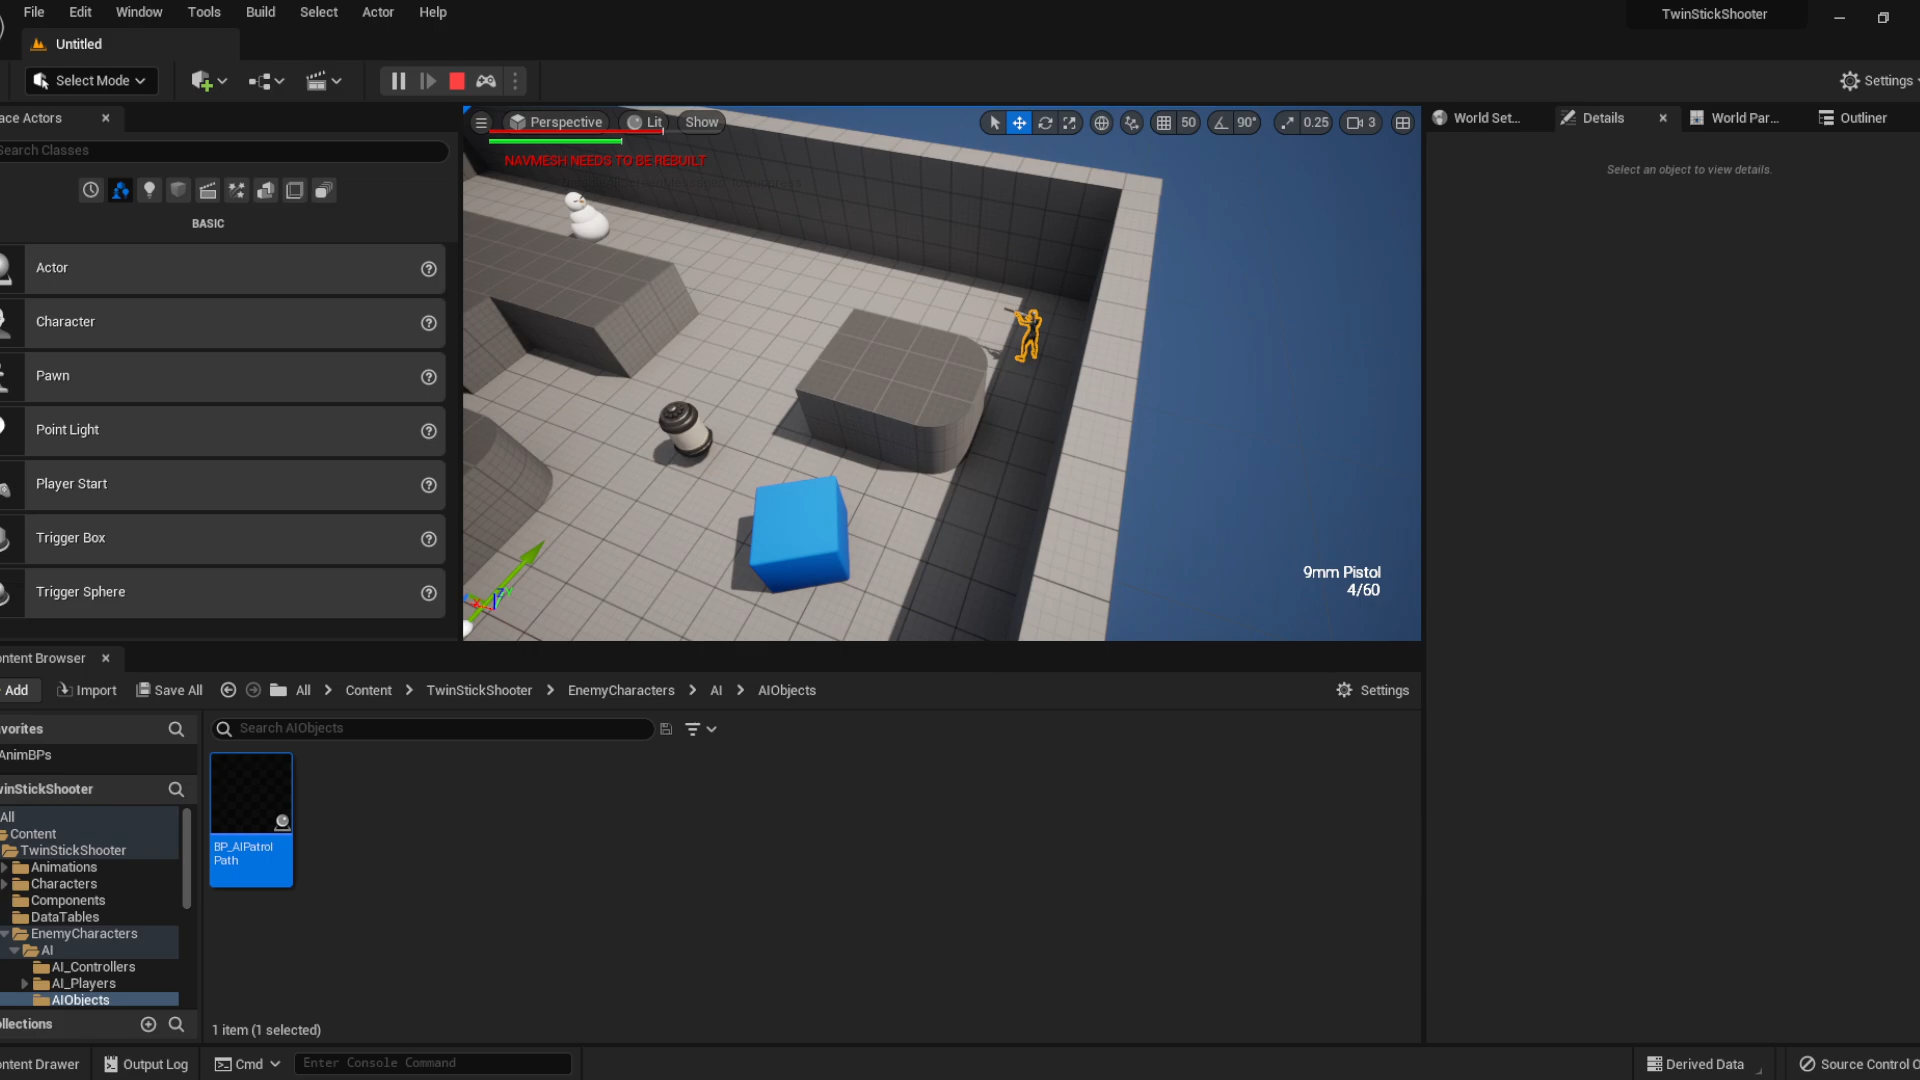 File Edit Window Tools Build Select Actor Help
TwinStickShooter
Untitled
Select Mode
Settings
ace Actors
Perspective
Lit
Show
50
90°
0.25
3
World Set...
Details
World Par...
Outliner
Search Classes
NAVMESH NEEDS TO BE REBUILT
Select an object to view details.
BASIC
Actor
Character
Pawn
Point Light
Player Start
Trigger Box
Trigger Sphere
9mm Pistol
4/60
ontent Browser
Add
Import
Save All
All
Content
TwinStickShooter
EnemyCharacters
AI
AIObjects
Settings
avorites
Search AIObjects
AnimBPs
winStickShooter
All
Content
TwinStickShooter
Animations
Characters
Components
DataTables
EnemyCharacters
AI
AI_Controllers
AI_Players
AIObjects
BP_AIPatrol
Path
ollections
1 item (1 selected)
ontent Drawer
Output Log
Cmd
Enter Console Command
Derived Data
Source Control O